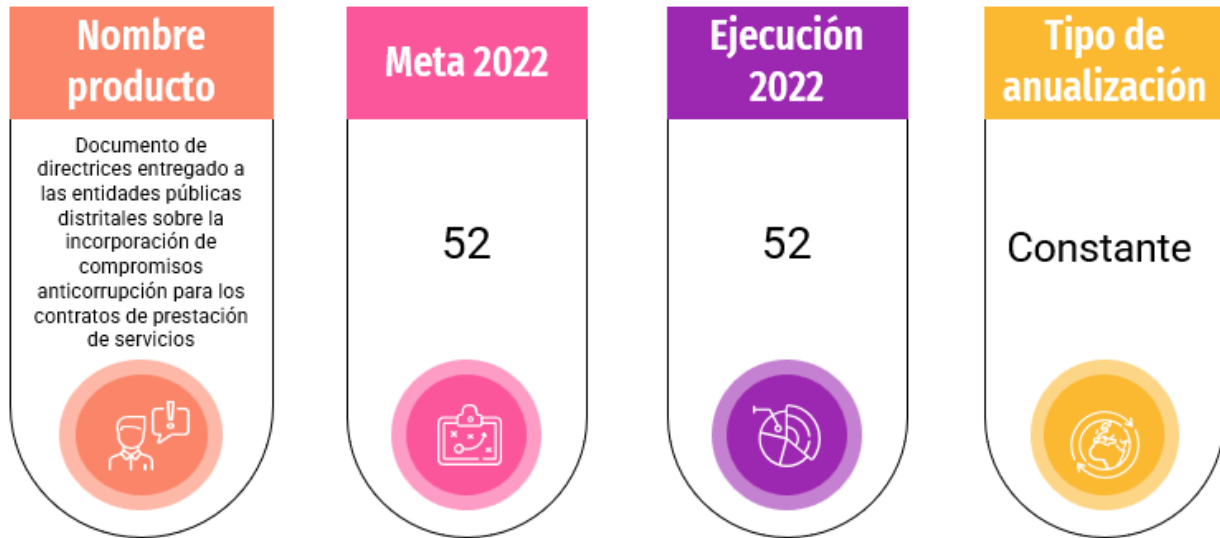 Nombre
producto
Documento de
directrices entregado a
las entidades públicas
distritales sobre la
incorporación de
compromisos
anticorrupción para los
contratos de prestación
de servicios
Meta 2022
52
Ejecución
2022
52
Tipo de
anualización
Constante